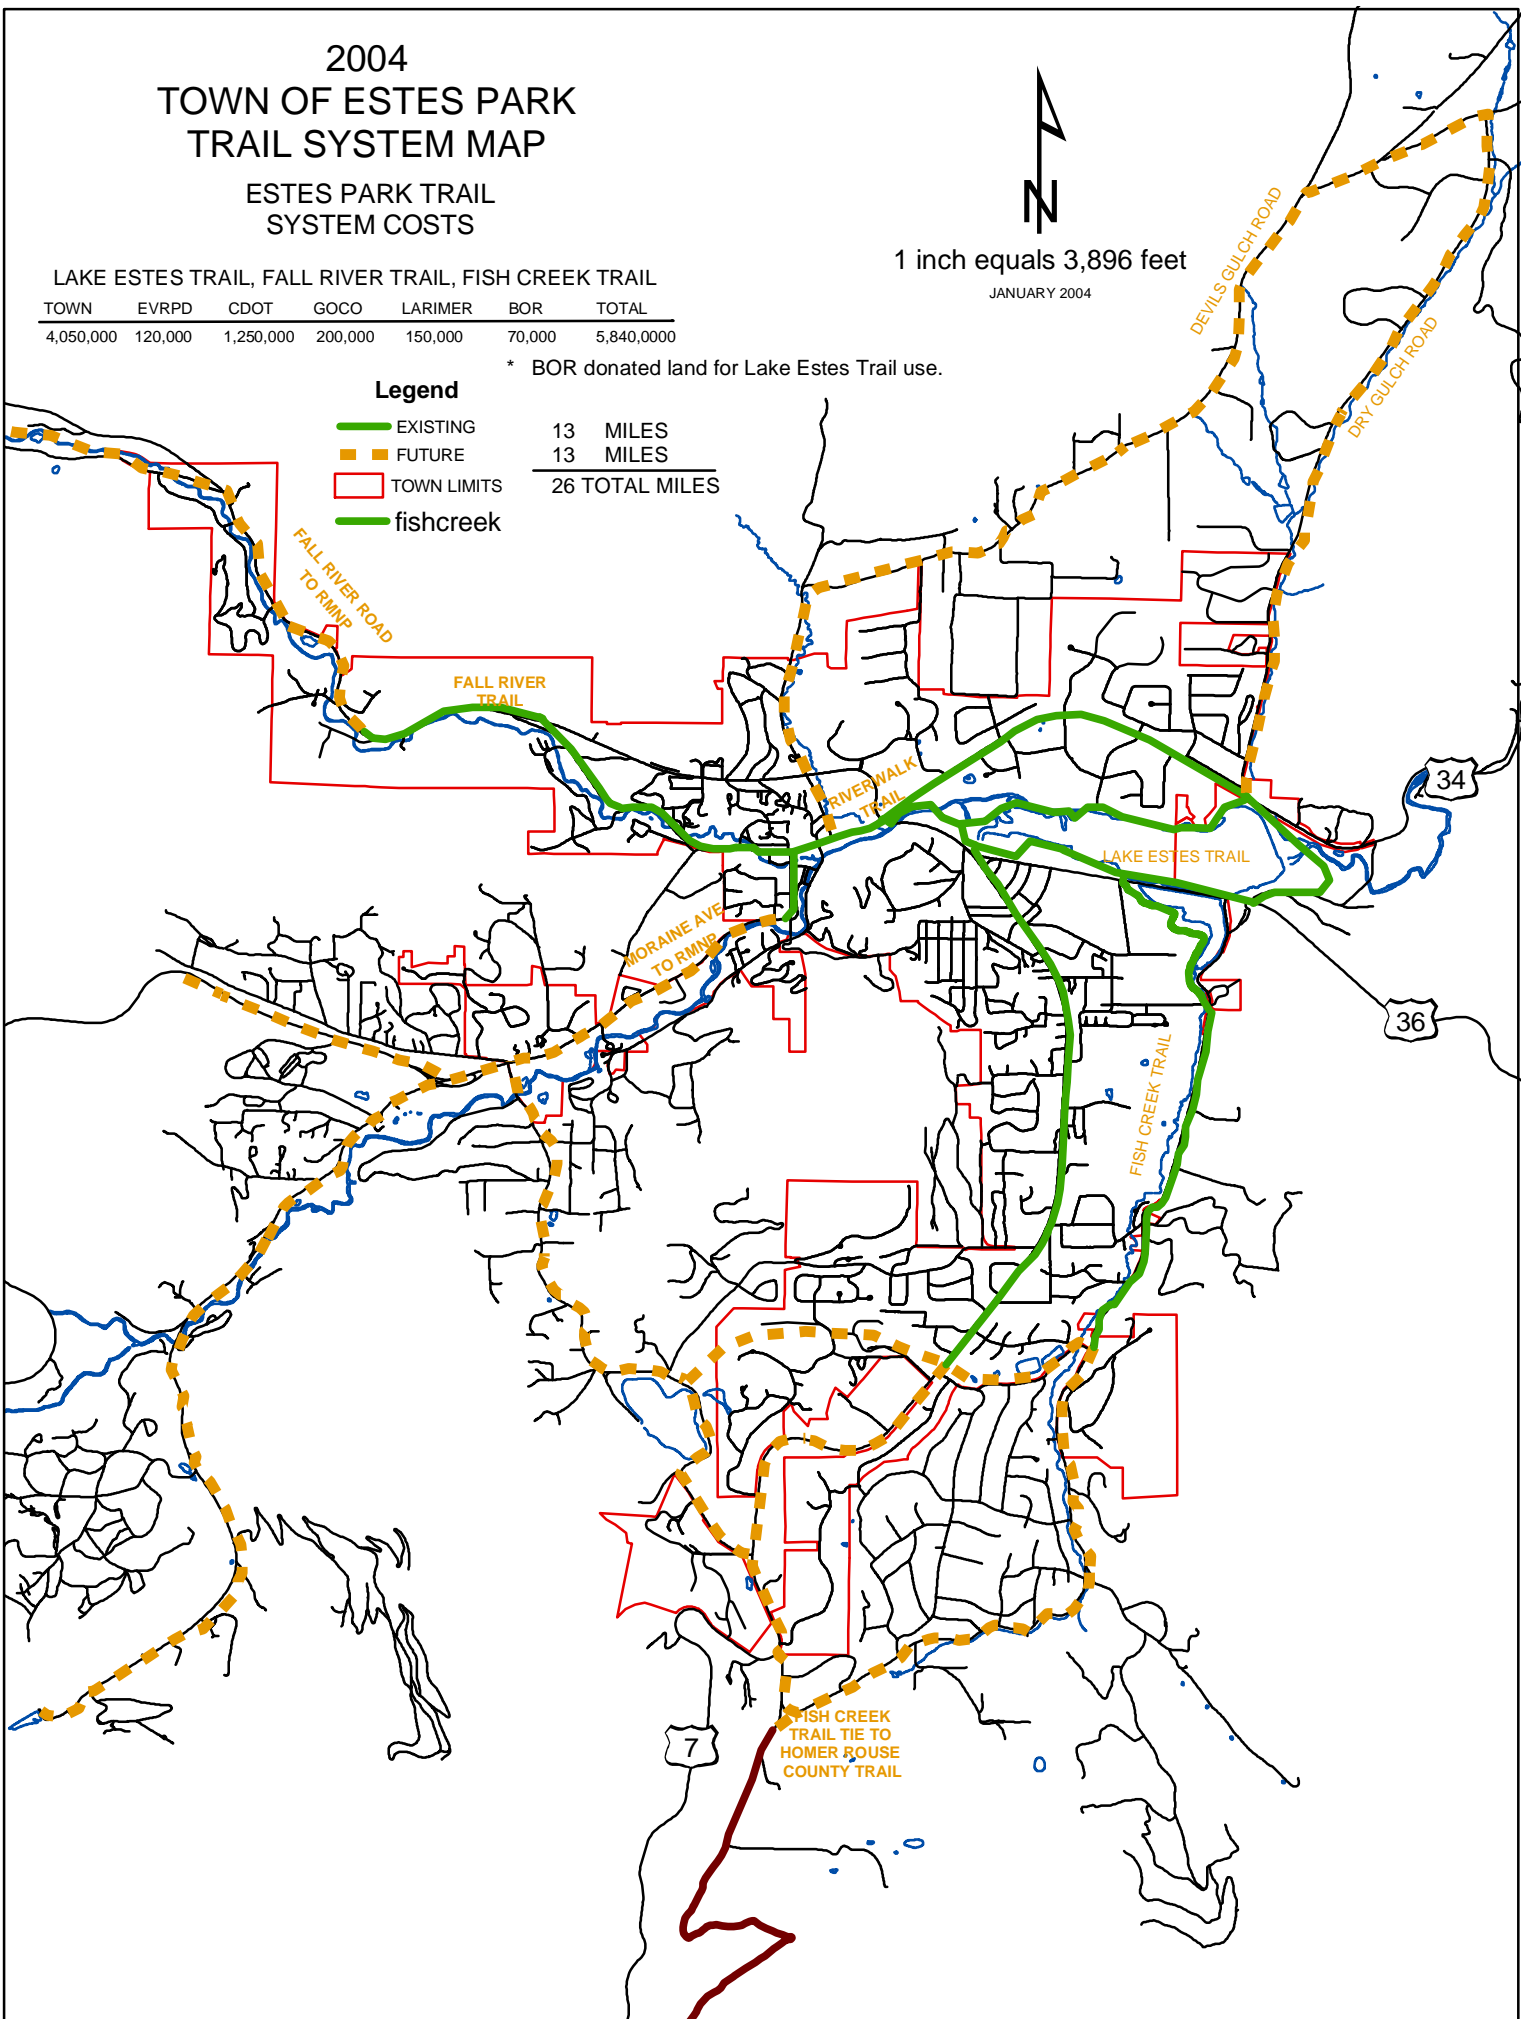 2004
TOWN OF ESTES PARK
TRAIL SYSTEM MAP
ESTES PARK TRAIL
SYSTEM COSTS
LAKE ESTES TRAIL, FALL RIVER TRAIL, FISH CREEK TRAIL
TOWN EVRPD CDOT GOCO LARIMER BOR TOTAL
4,050,000 120,000 1,250,000 200,000 150,000 70,000 5,840,0000
* BOR donated land for Lake Estes Trail use.
N
1 inch equals 3,896 feet
JANUARY 2004
Legend
EXISTING 13 MILES
FUTURE 13 MILES
TOWN LIMITS 26 TOTAL MILES
fishcreek
DEVILS GULCH ROAD
DRY GULCH ROAD
FALL RIVER ROAD
TO RMNP
FALL RIVER
TRAIL
RIVERWALK
TRAIL
34
LAKE ESTES TRAIL
MORAINE AVE
TO RMNP
36
FISH CREEK TRAIL
FISH CREEK
TRAIL TIE TO
HOMER ROUSE
COUNTY TRAIL
7